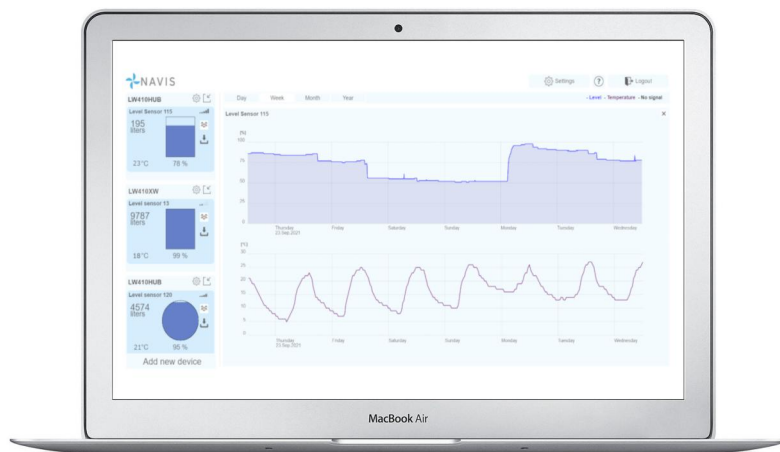 NAVIS
Settings
?
Logout
LW410HUB
Level Sensor 115
195
liters
23°C 78 %
LW410XW
Level sensor 13
9787
liters
18°C 99 %
LW410HUB
Level sensor 120
4574
liters
21°C 95 %
Add new device
Day Week Month Year
- Level - Temperature - No signal
Level Sensor 115
[%]
100
75
50
25
0
Thursday Friday Saturday Sunday Monday Tuesday Wednesday
23.Sep.2021
30
25
20
15
10
5
0
Thursday Friday Saturday Sunday Monday Tuesday Wednesday
23.Sep.2021
MacBook Air